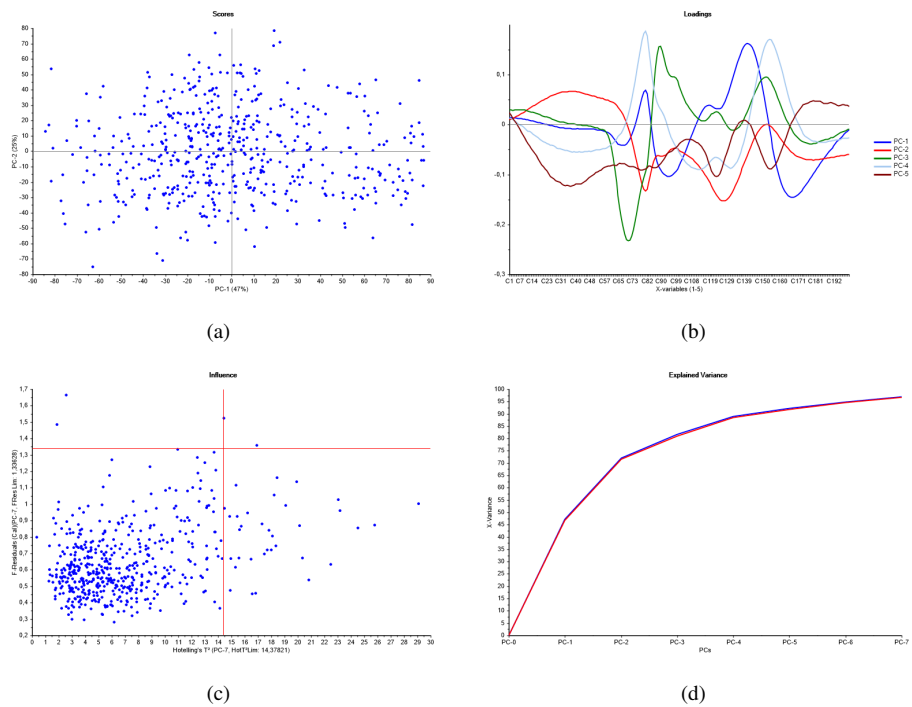 Scores
80
70
60
50
40
30
20
10
0
-10
-20
-30
-40
-50
-60
-70
-80
PC-2 (25%)
-90 -80 -70 -60 -50 -40 -30 -20 -10 0 10 20 30 40 50 60 70 80 90
PC-1 (47%)
(a)
Loadings
0,1
0
-0,1
-0,2
-0,3
C1 C7 C14 C23 C31 C40 C48 C57 C65 C73 C82 C90 C99 C108 C119 C129 C139 C150 C160 C171 C181 C192
X-variables (1-5)
PC-1
PC-2
PC-3
PC-4
PC-5
(b)
Influence
1,7
1,6
1,5
1,4
1,3
1,2
1,1
1
0,9
0,8
0,7
0,6
0,5
0,4
0,3
0,2
F-Residuals (Cal)(PC-7, FRes Lim: 1,33628)
0 1 2 3 4 5 6 7 8 9 10 11 12 13 14 15 16 17 18 19 20 21 22 23 24 25 26 27 28 29 30
Hotelling's T² (PC-7, HotT²Lim: 14,37821)
(c)
Explained Variance
100
95
90
85
80
75
70
65
60
55
50
45
40
35
30
25
20
15
10
5
0
X-Variance
PC-0 PC-1 PC-2 PC-3 PC-4 PC-5 PC-6 PC-7
PCs
(d)